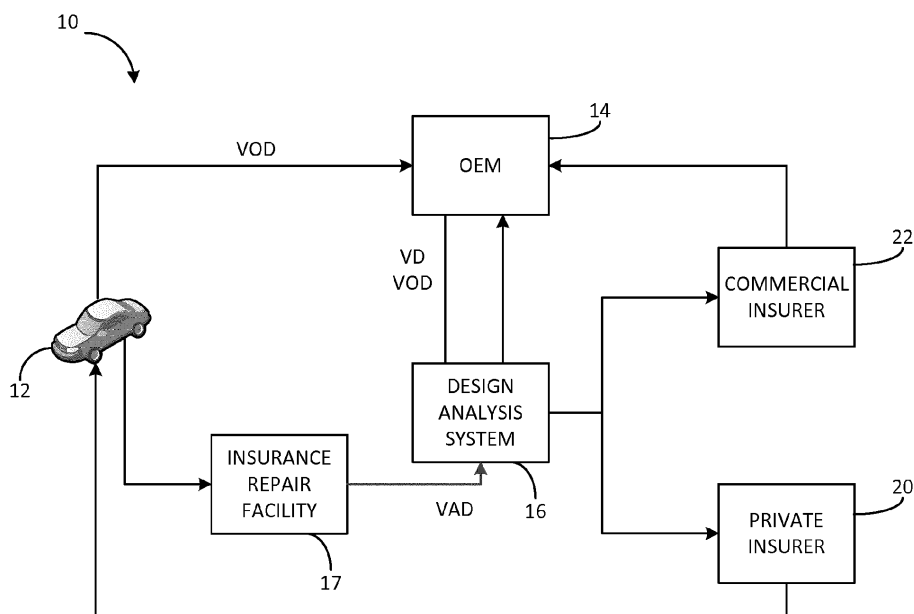 10
14
VOD
OEM
22
VD
VOD
COMMERCIAL
INSURER
12
DESIGN
ANALYSIS
SYSTEM
INSURANCE
REPAIR
FACILITY
VAD
16
20
PRIVATE
INSURER
17